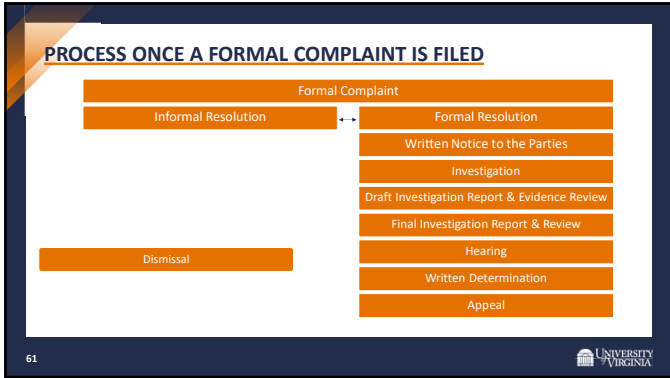 PROCESS ONCE A FORMAL COMPLAINT IS FILED
Formal Complaint
Informal Resolution
Formal Resolution
Written Notice to the Parties
Investigation
Draft Investigation Report & Evidence Review
Final Investigation Report & Review
Hearing
Dismissal
Written Determination
Appeal
61
UNIVERSITY
of VIRGINIA